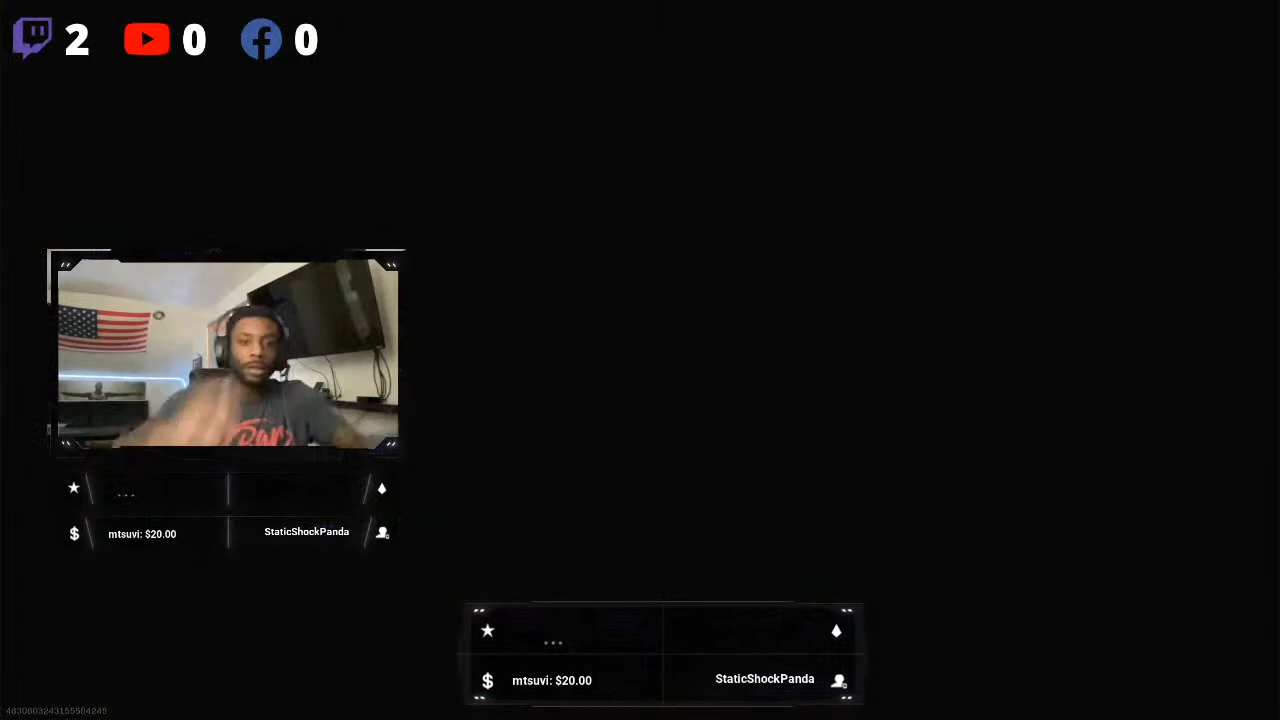 2 0 0
...
mtsuvi: $20.00 StaticShockPanda
...
$ mtsuvi: $20.00 StaticShockPanda